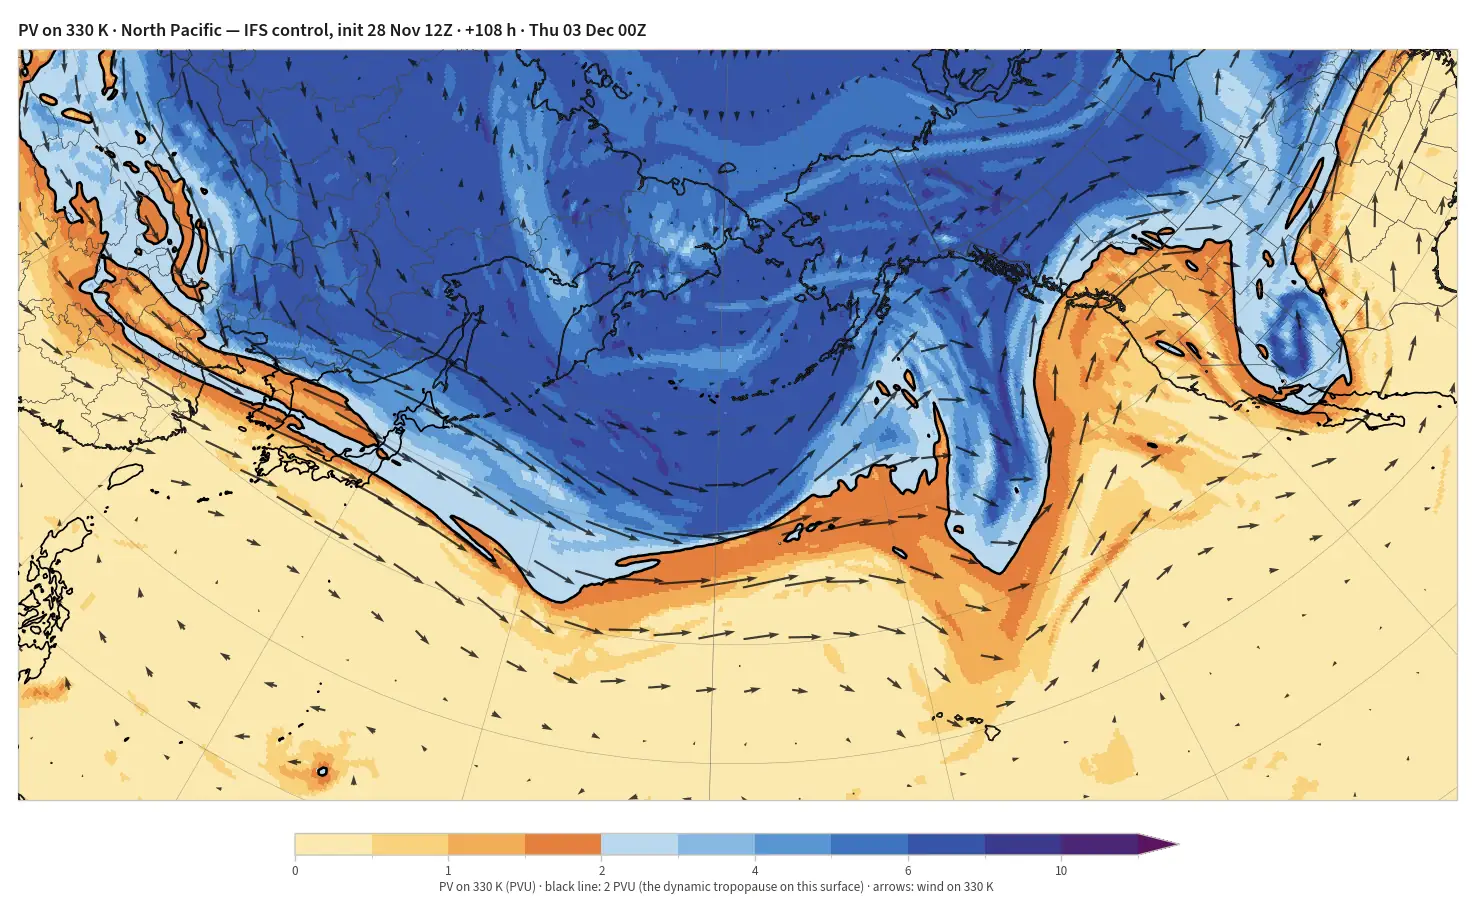 PV on 330 K · North Pacific — IFS control, init 28 Nov 12Z · +108 h · Thu 03 Dec 00Z
0 1 2 4 6 10
PV on 330 K (PVU) · black line: 2 PVU (the dynamic tropopause on this surface) · arrows: wind on 330 K